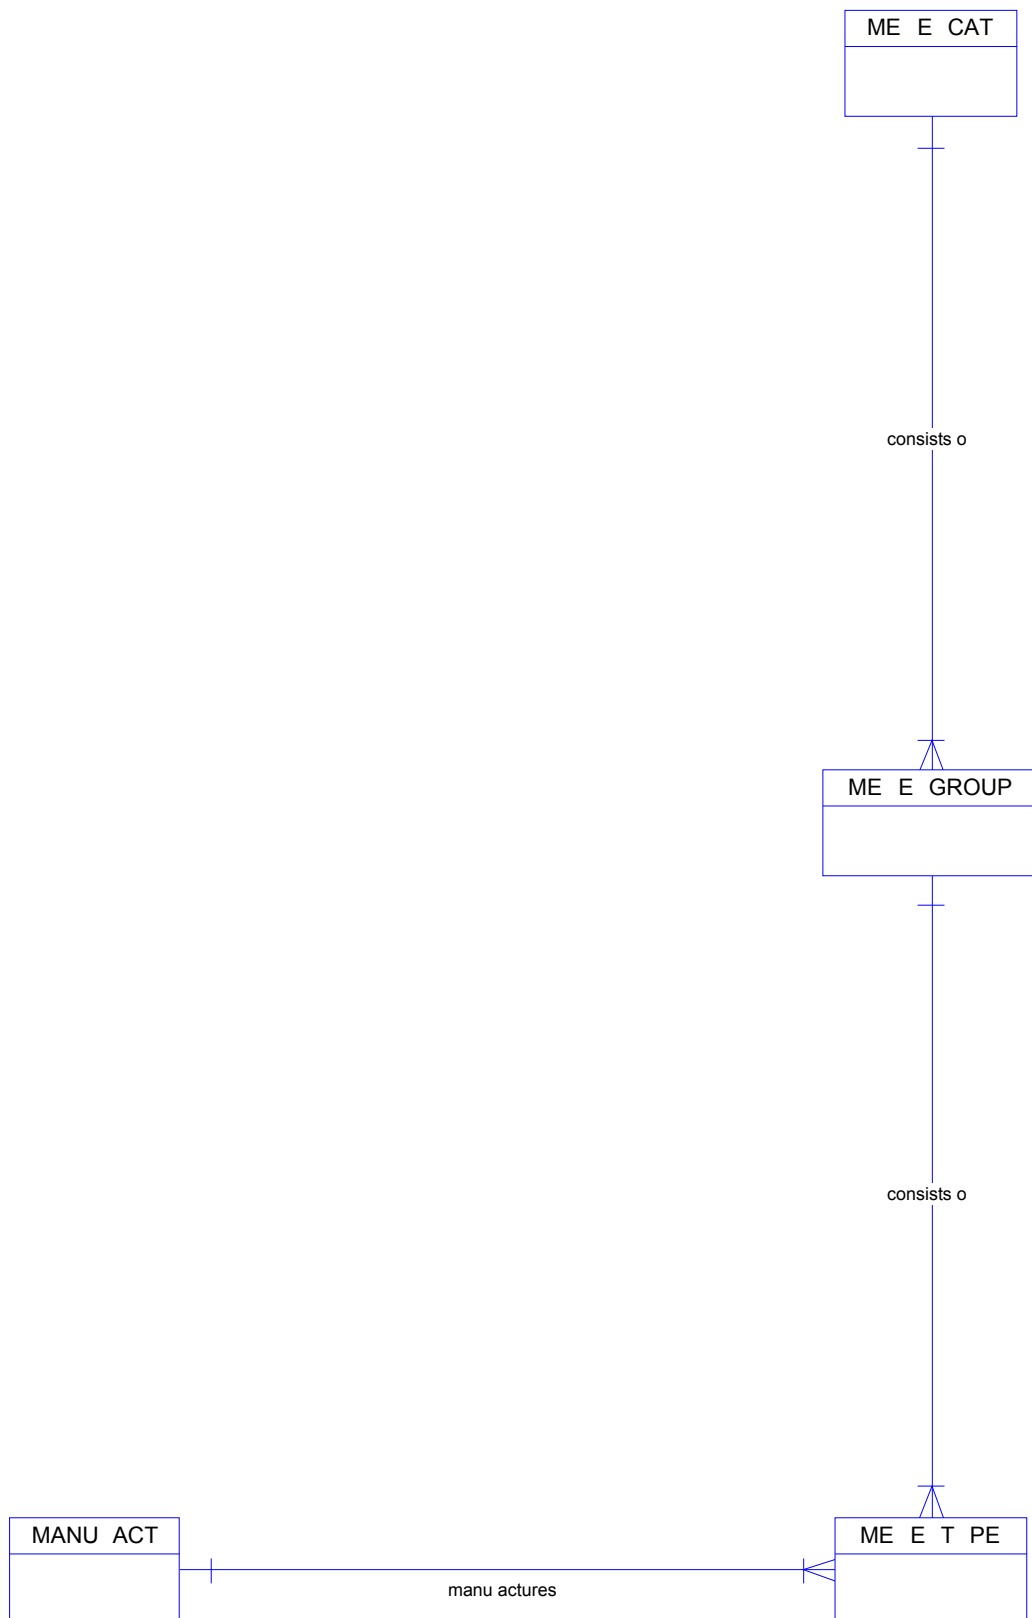 ME E CAT
consists o
ME E GROUP
consists o
MANU ACT
ME E T PE
manu actures